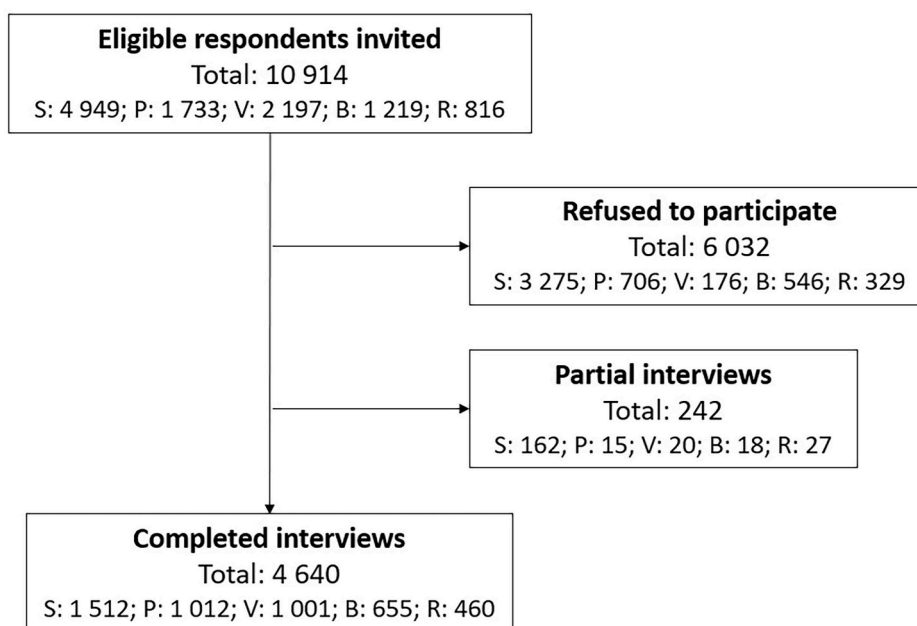 Eligible respondents invited
Total: 10 914
S: 4 949; P: 1 733; V: 2 197; B: 1 219; R: 816
Refused to participate
Total: 6 032
S: 3 275; P: 706; V: 176; B: 546; R: 329
Partial interviews
Total: 242
S: 162; P: 15; V: 20; B: 18; R: 27
Completed interviews
Total: 4 640
S: 1 512; P: 1 012; V: 1 001; B: 655; R: 460